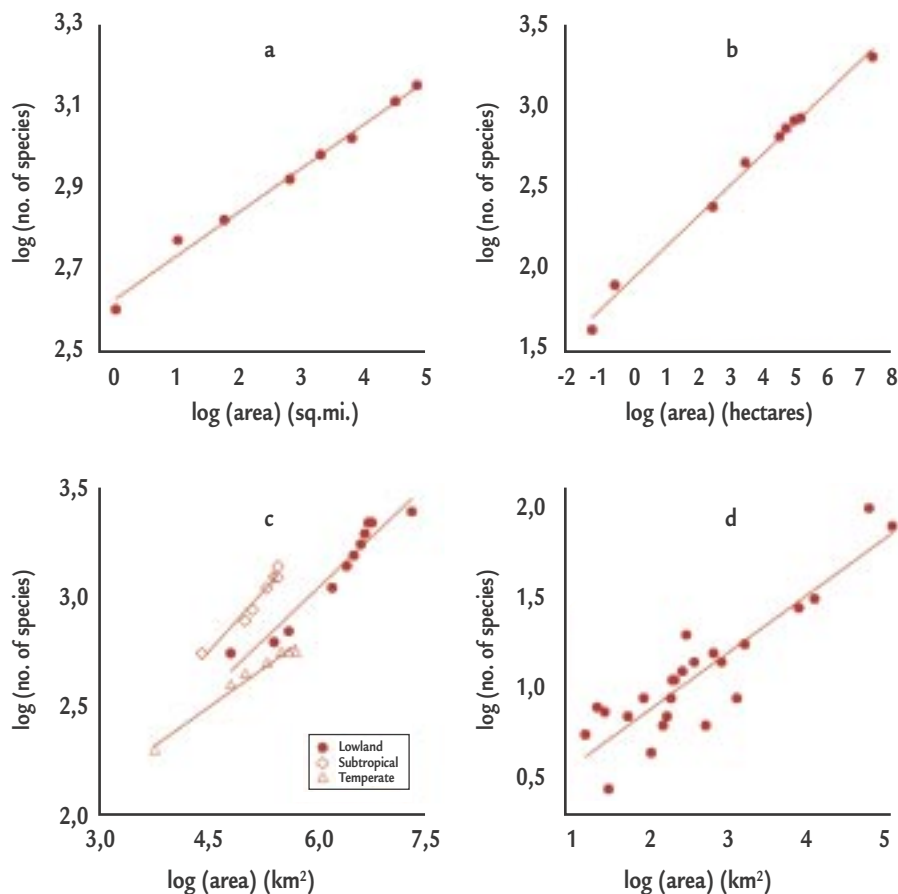 a
log (no. of species)
3,3
3,1
2,9
2,7
2,5
0 1 2 3 4 5
log (area) (sq.mi.)
b
log (no. of species)
3,5
3,0
2,5
2,0
1,5
-2 -1 0 1 2 3 4 5 6 7 8
log (area) (hectares)
c
log (no. of species)
3,5
3,0
2,5
2,0
Lowland
Subtropical
Temperate
3,0 4,5 6,0 7,5
log (area) (km²)
d
log (no. of species)
2,0
1,5
1,0
0,5
1 2 3 4 5
log (area) (km²)